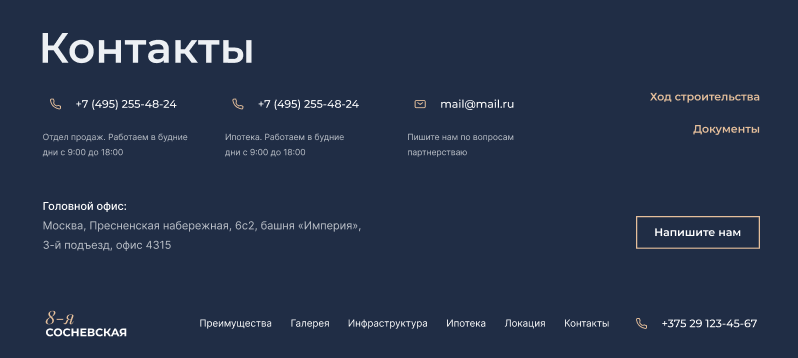 Контакты
+7 (495) 255-48-24
+7 (495) 255-48-24
mail@mail.ru
Ход строительства
Документы
Отдел продаж. Работаем в будние
дни с 9:00 до 18:00
Ипотека. Работаем в будние
дни с 9:00 до 18:00
Пишите нам по вопросам
партнерстваю
Головной офис:
Москва, Пресненская набережная, 6с2, башня «Империя»,
3-й подъезд, офис 4315
Напишите нам
8-я
СОСНЕВСКАЯ
Преимущества
Галерея
Инфраструктура
Ипотека
Локация
Контакты
+375 29 123-45-67